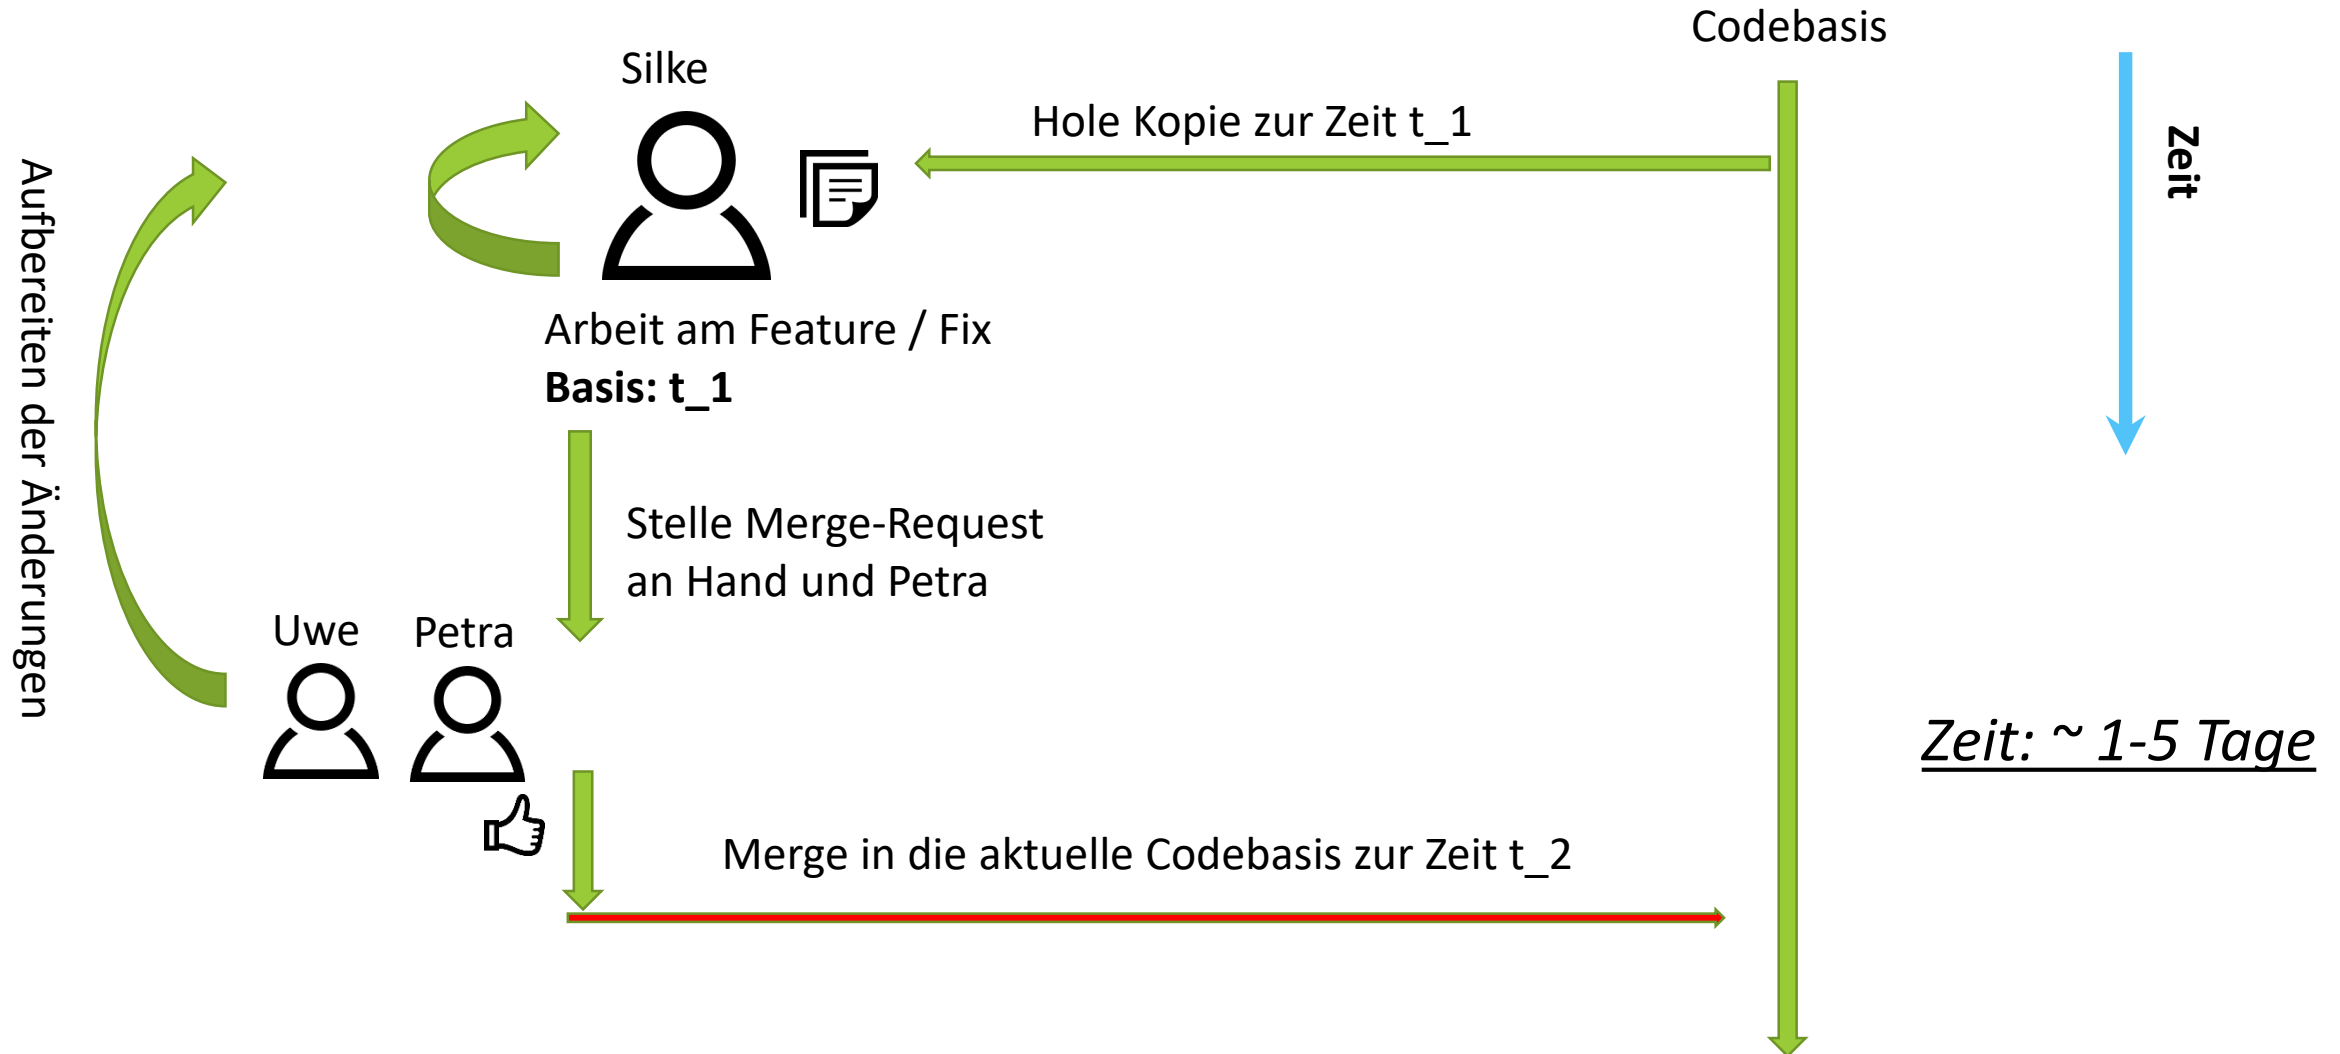 Codebasis
Silke
Hole Kopie zur Zeit t_1
Zeit
Aufbereiten der Änderungen
Arbeit am Feature / Fix
Basis: t_1
Stelle Merge-Request
an Hand und Petra
Uwe
Petra
Zeit: ~ 1-5 Tage
Merge in die aktuelle Codebasis zur Zeit t_2